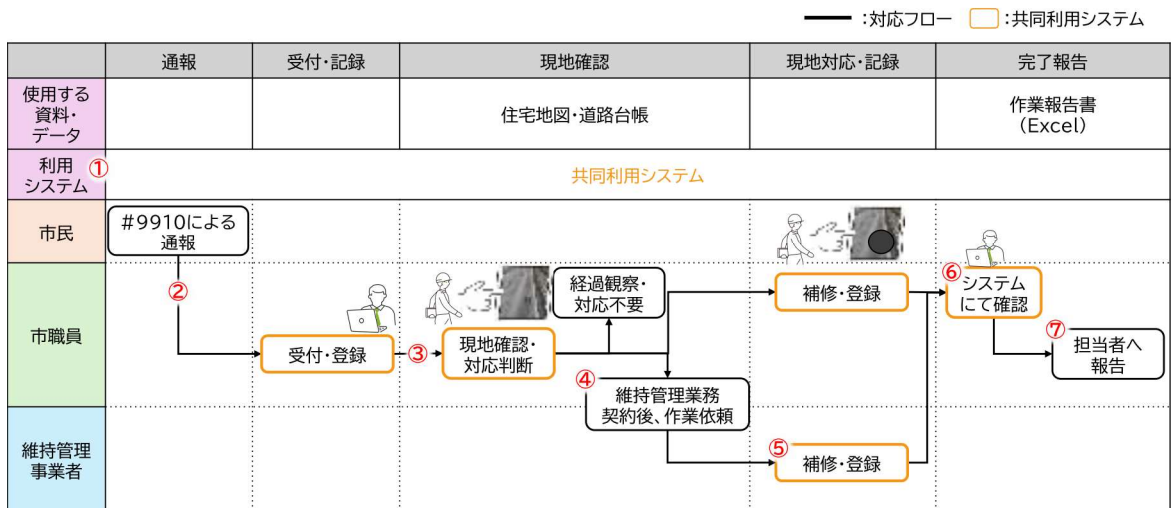 :対応フロー
:共同利用システム
通報
受付・記録
現地確認
現地対応・記録
完了報告
使用する
資料・
データ
住宅地図・道路台帳
作業報告書
(Excel)
利用
システム
①
共同利用システム
市民
#9910による
通報
市職員
②
受付・登録
③
現地確認・
対応判断
経過観察・
対応不要
④
維持管理業務
契約後、作業依頼
補修・登録
⑥
システム
にて確認
⑦
担当者へ
報告
維持管理
事業者
⑤
補修・登録